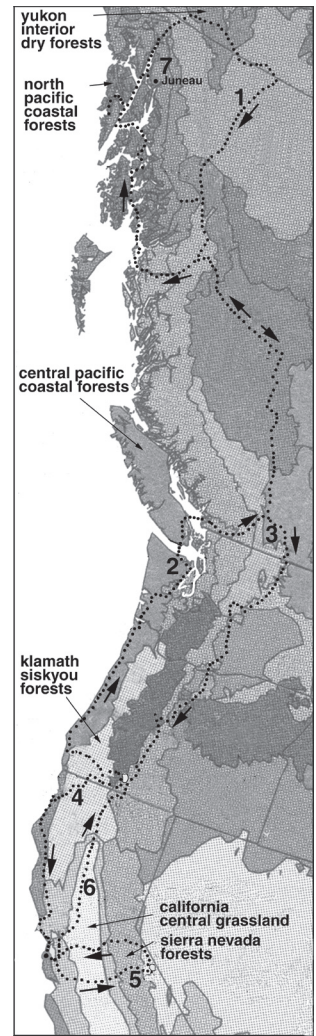 yukon
interior
dry forests
north
pacific
coastal
forests
7
Juneau
1
central pacific
coastal forests
3
2
klamath
siskyou
forests
4
6
california
central grassland
sierra nevada
forests
5